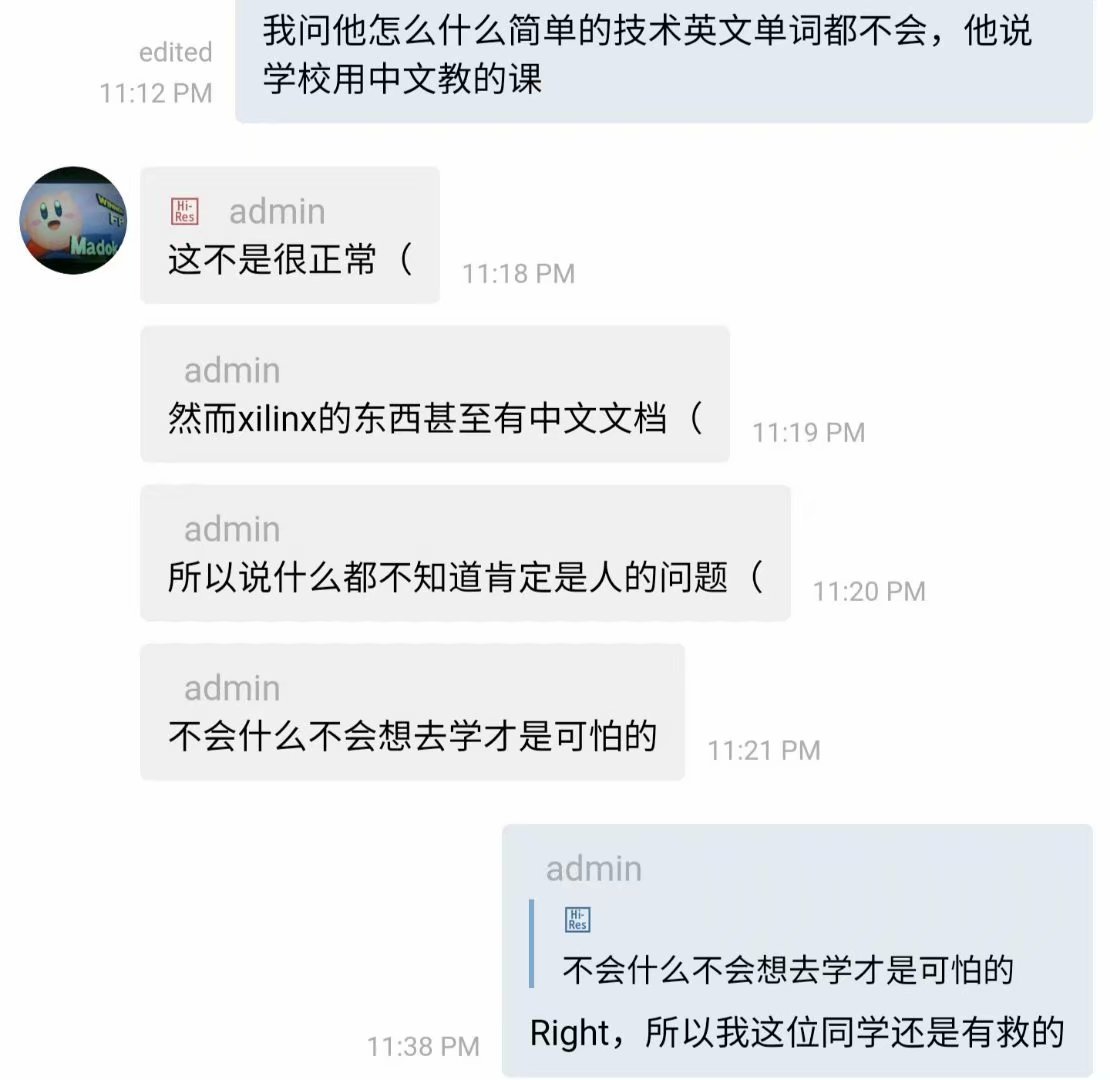 我问他怎么什么简单的技术英文单词都不会，他说
学校用中文教的课
edited
11:12 PM
Hi-Res admin
这不是很正常（
11:18 PM
admin
然而xilinx的东西甚至有中文文档（
11:19 PM
admin
所以说什么都不知道肯定是人的问题（
11:20 PM
admin
不会什么不会想去学才是可怕的
11:21 PM
admin
Hi-Res
不会什么不会想去学才是可怕的
Right，所以我这位同学还是有救的
11:38 PM